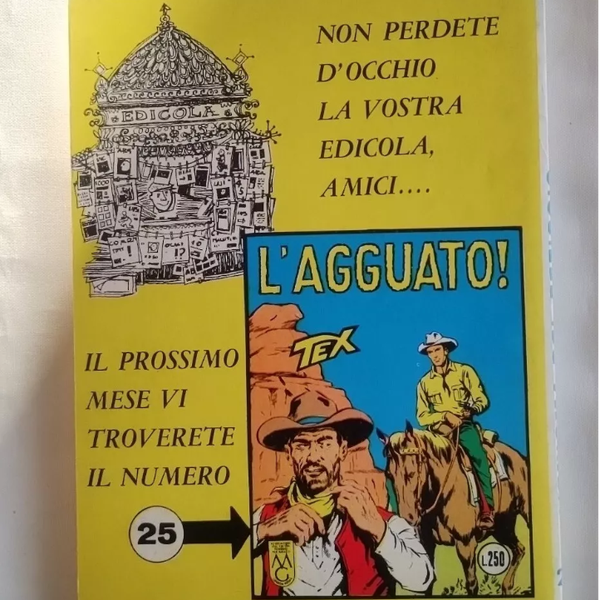 NON PERDETE
D'OCCHIO
LA VOSTRA
EDICOLA,
AMICI....
EDICOLA
L'AGGUATO!
TEX
IL PROSSIMO
MESE VI
TROVERETE
IL NUMERO
25
L.250